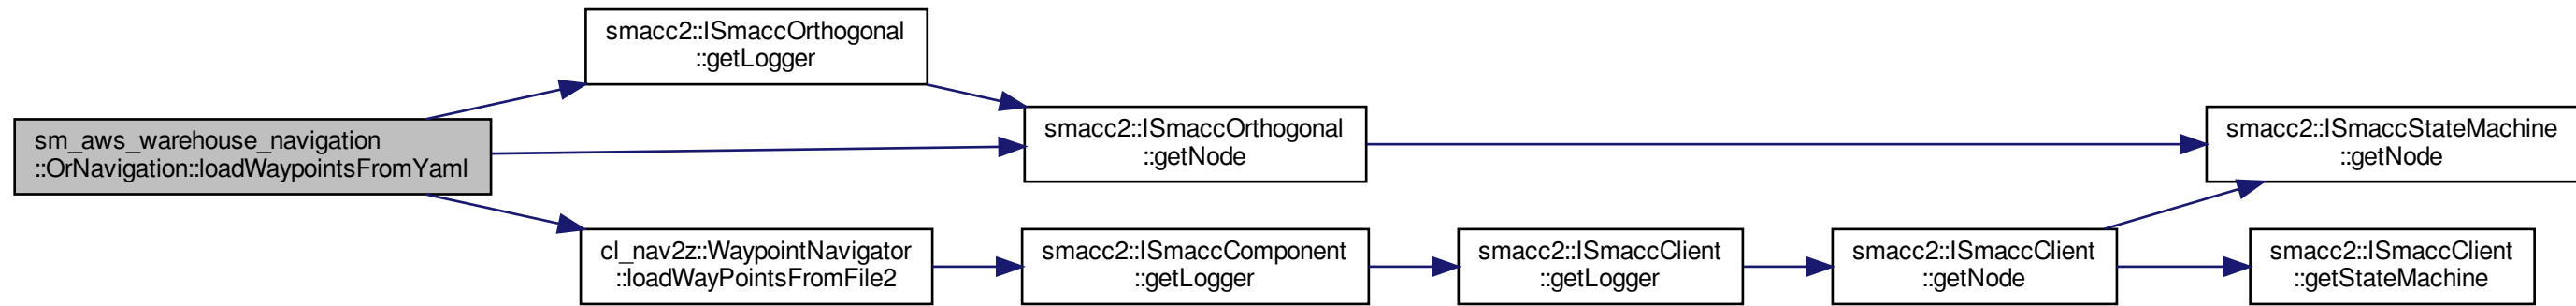 smacc2::ISmaccOrthogonal
::getLogger
sm_aws_warehouse_navigation
::OrNavigation::loadWaypointsFromYaml
smacc2::ISmaccOrthogonal
::getNode
smacc2::ISmaccStateMachine
::getNode
cl_nav2z::WaypointNavigator
::loadWayPointsFromFile2
smacc2::ISmaccComponent
::getLogger
smacc2::ISmaccClient
::getLogger
smacc2::ISmaccClient
::getNode
smacc2::ISmaccClient
::getStateMachine